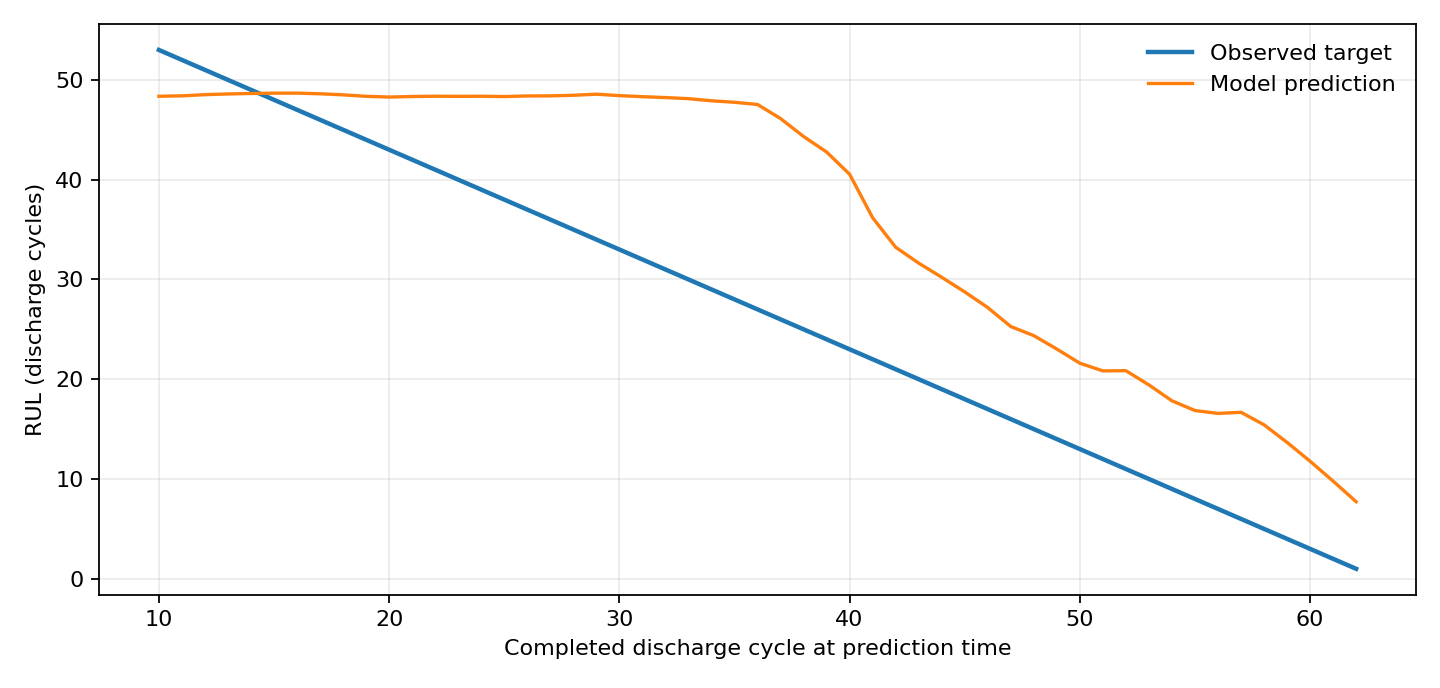 Observed target
Model prediction
RUL (discharge cycles)
50
40
30
20
10
0
10 20 30 40 50 60
Completed discharge cycle at prediction time